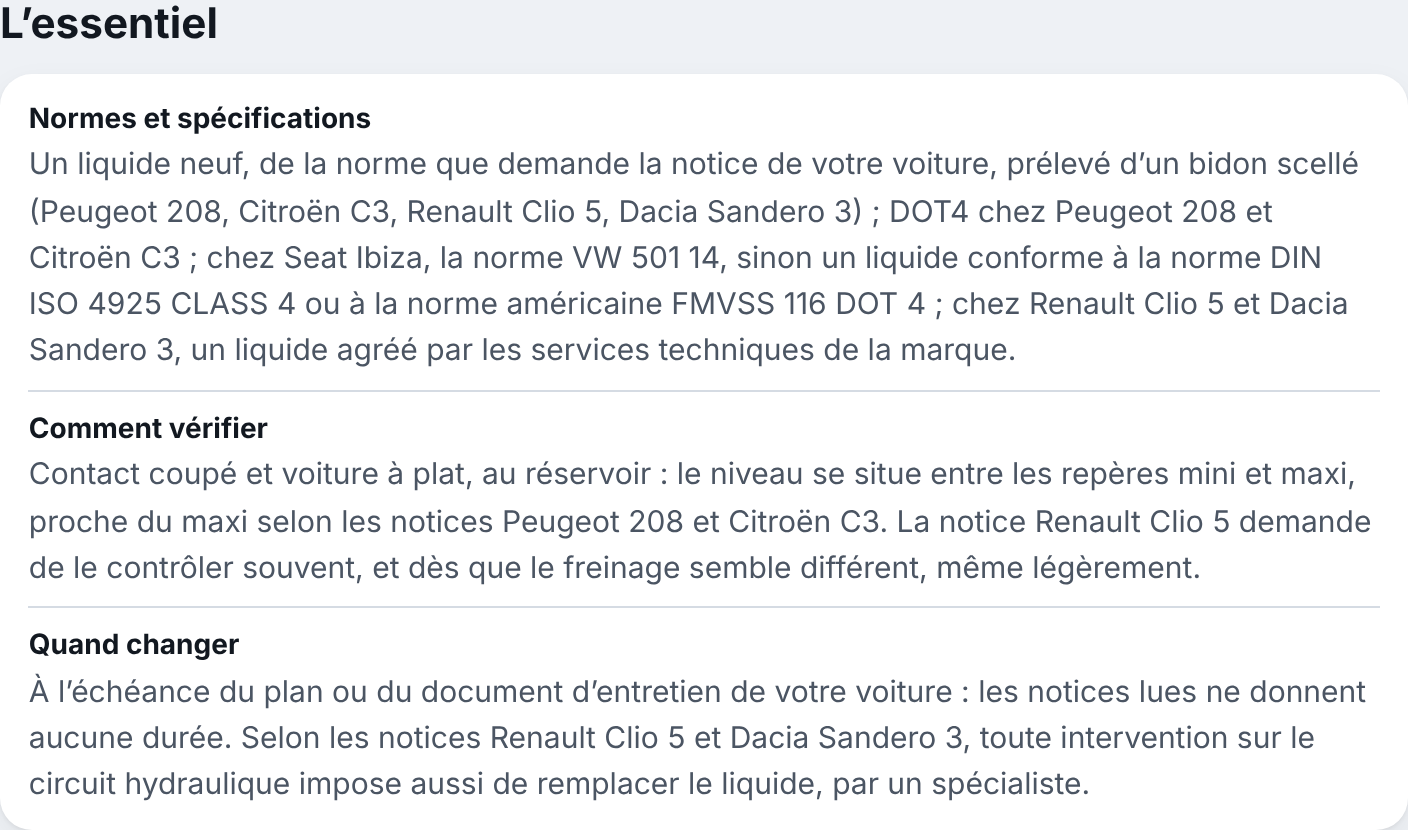 L’essentiel
Normes et spécifications
Un liquide neuf, de la norme que demande la notice de votre voiture, prélevé d’un bidon scellé
(Peugeot 208, Citroën C3, Renault Clio 5, Dacia Sandero 3) ; DOT4 chez Peugeot 208 et
Citroën C3 ; chez Seat Ibiza, la norme VW 501 14, sinon un liquide conforme à la norme DIN
ISO 4925 CLASS 4 ou à la norme américaine FMVSS 116 DOT 4 ; chez Renault Clio 5 et Dacia
Sandero 3, un liquide agréé par les services techniques de la marque.
Comment vérifier
Contact coupé et voiture à plat, au réservoir : le niveau se situe entre les repères mini et maxi,
proche du maxi selon les notices Peugeot 208 et Citroën C3. La notice Renault Clio 5 demande
de le contrôler souvent, et dès que le freinage semble différent, même légèrement.
Quand changer
À l’échéance du plan ou du document d’entretien de votre voiture : les notices lues ne donnent
aucune durée. Selon les notices Renault Clio 5 et Dacia Sandero 3, toute intervention sur le
circuit hydraulique impose aussi de remplacer le liquide, par un spécialiste.